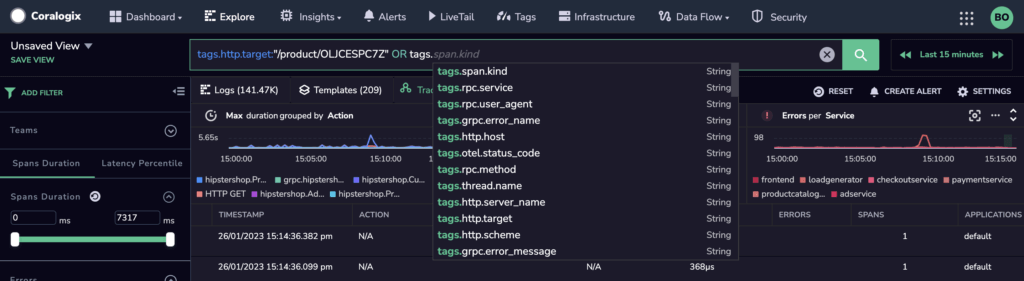 Coralogix
Dashboard
Explore
Insights
Alerts
LiveTail
Tags
Infrastructure
Data Flow
Security
BO
Unsaved View
SAVE VIEW
tags.http.target:"/product/OLJCESPC7Z" OR tags.span.kind
Last 15 minutes
ADD FILTER
Logs (141.47K)
Templates (209)
RESET
CREATE ALERT
SETTINGS
tags.span.kind String
tags.rpc.service String
tags.rpc.user_agent String
tags.grpc.error_name String
tags.http.host String
tags.otel.status_code String
tags.rpc.method String
tags.thread.name String
tags.http.server_name String
tags.http.target String
tags.http.scheme String
tags.grpc.error_message String
Teams
Spans Duration
Latency Percentile
Spans Duration
0 ms
7317 ms
Errors
Max duration grouped by Action
5.65s
15:00:00 15:05:00 15:10:00
hipstershop.Pr... grpc.hipstersh... hipstershop.Cu...
HTTP GET hipstershop.Ad... hipstershop.Pr...
Errors per Service
98
15:00:00 15:05:00 15:10:00 15:15:00
frontend loadgenerator checkoutservice paymentservice
productcatalog... adservice
TIMESTAMP ACTION ERRORS SPANS APPLICATIONS
26/01/2023 15:14:36.382 pm N/A 1 default
26/01/2023 15:14:36.099 pm N/A N/A 368µs 1 default